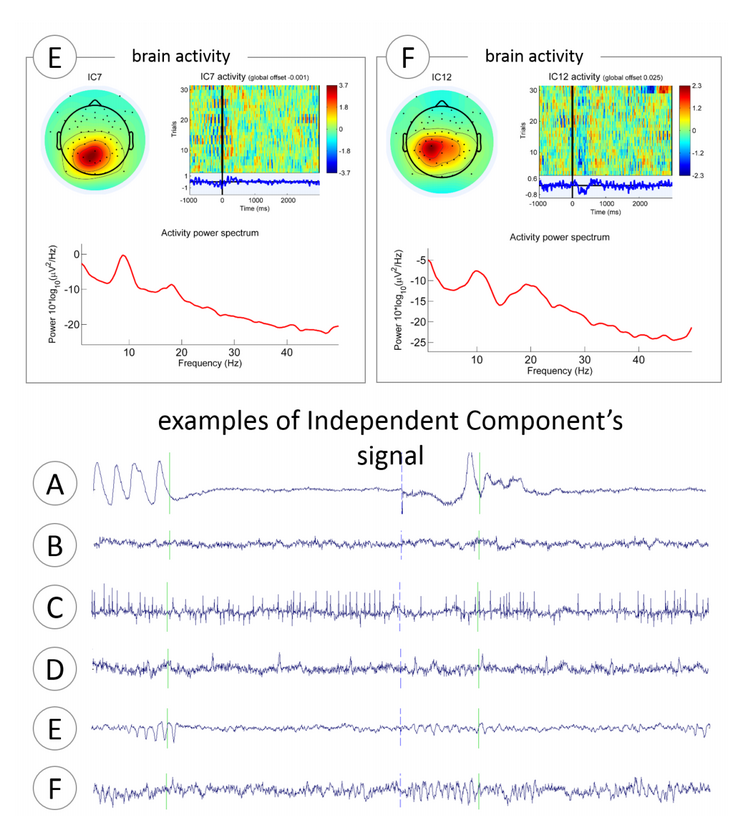 E
brain activity
IC7
IC7 activity (global offset -0.001)
30
20
10
Trials
3.7
1.8
0
-1.8
-3.7
1
-1
-1000 0 1000 2000
Time (ms)
Activity power spectrum
Power 10*log10(μV²/Hz)
0
-10
-20
10 20 30 40
Frequency (Hz)
F
brain activity
IC12
IC12 activity (global offset 0.025)
30
20
10
Trials
2.3
1.2
0
-1.2
-2.3
0.6
-0.8
-1000 0 1000 2000
Time (ms)
Activity power spectrum
Power 10*log10(μV²/Hz)
-5
-10
-15
-20
-25
10 20 30 40
Frequency (Hz)
examples of Independent Component's
signal
A
B
C
D
E
F